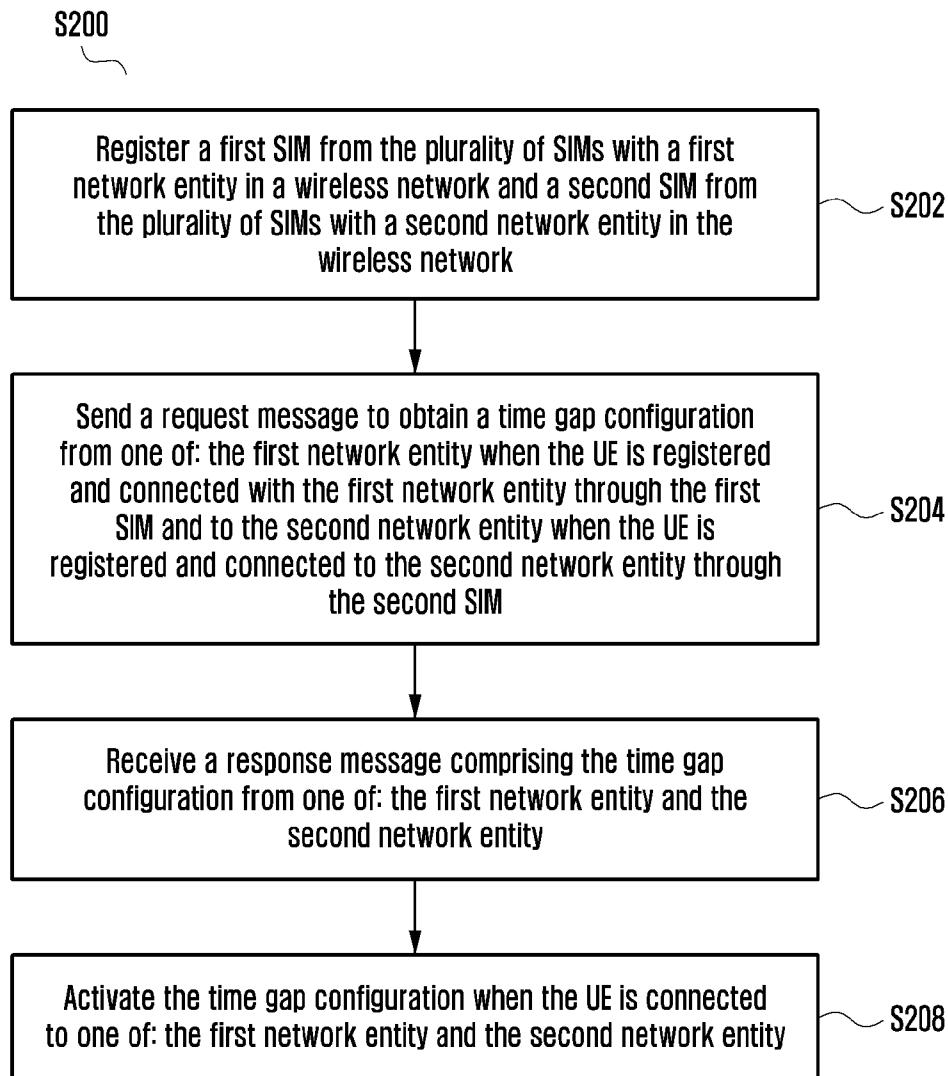 S200
Register a first SIM from the plurality of SIMs with a first
network entity in a wireless network and a second SIM from
the plurality of SIMs with a second network entity in the
wireless network
S202
Send a request message to obtain a time gap configuration
from one of: the first network entity when the UE is registered
and connected with the first network entity through the first
SIM and to the second network entity when the UE is
registered and connected to the second network entity through
the second SIM
S204
Receive a response message comprising the time gap
configuration from one of: the first network entity and the
second network entity
S206
Activate the time gap configuration when the UE is connected
to one of: the first network entity and the second network entity
S208